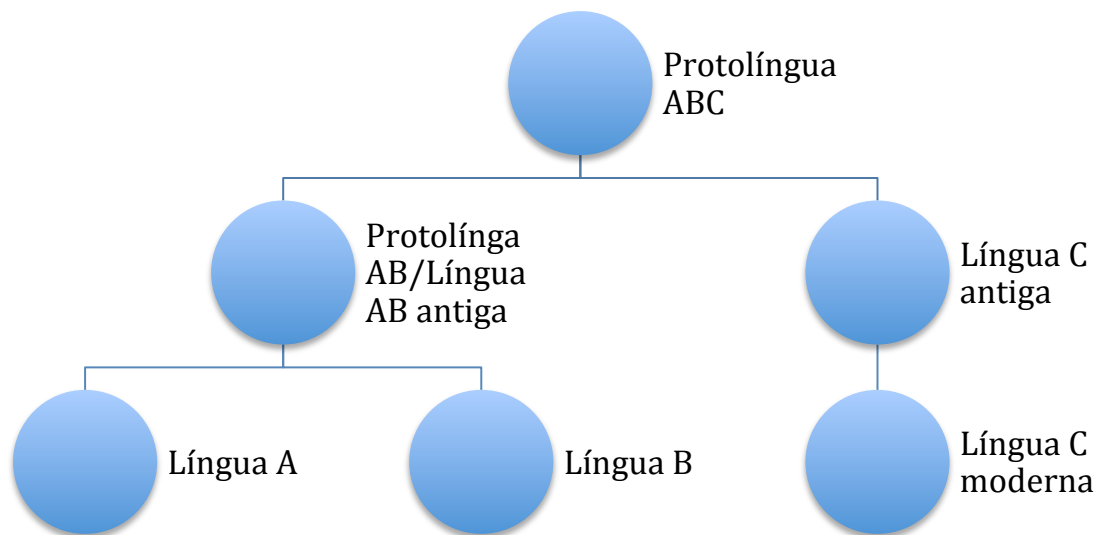 Protolíngua
ABC
Protolínga
AB/Língua
AB antiga
Língua C
antiga
Língua A
Língua B
Língua C
moderna